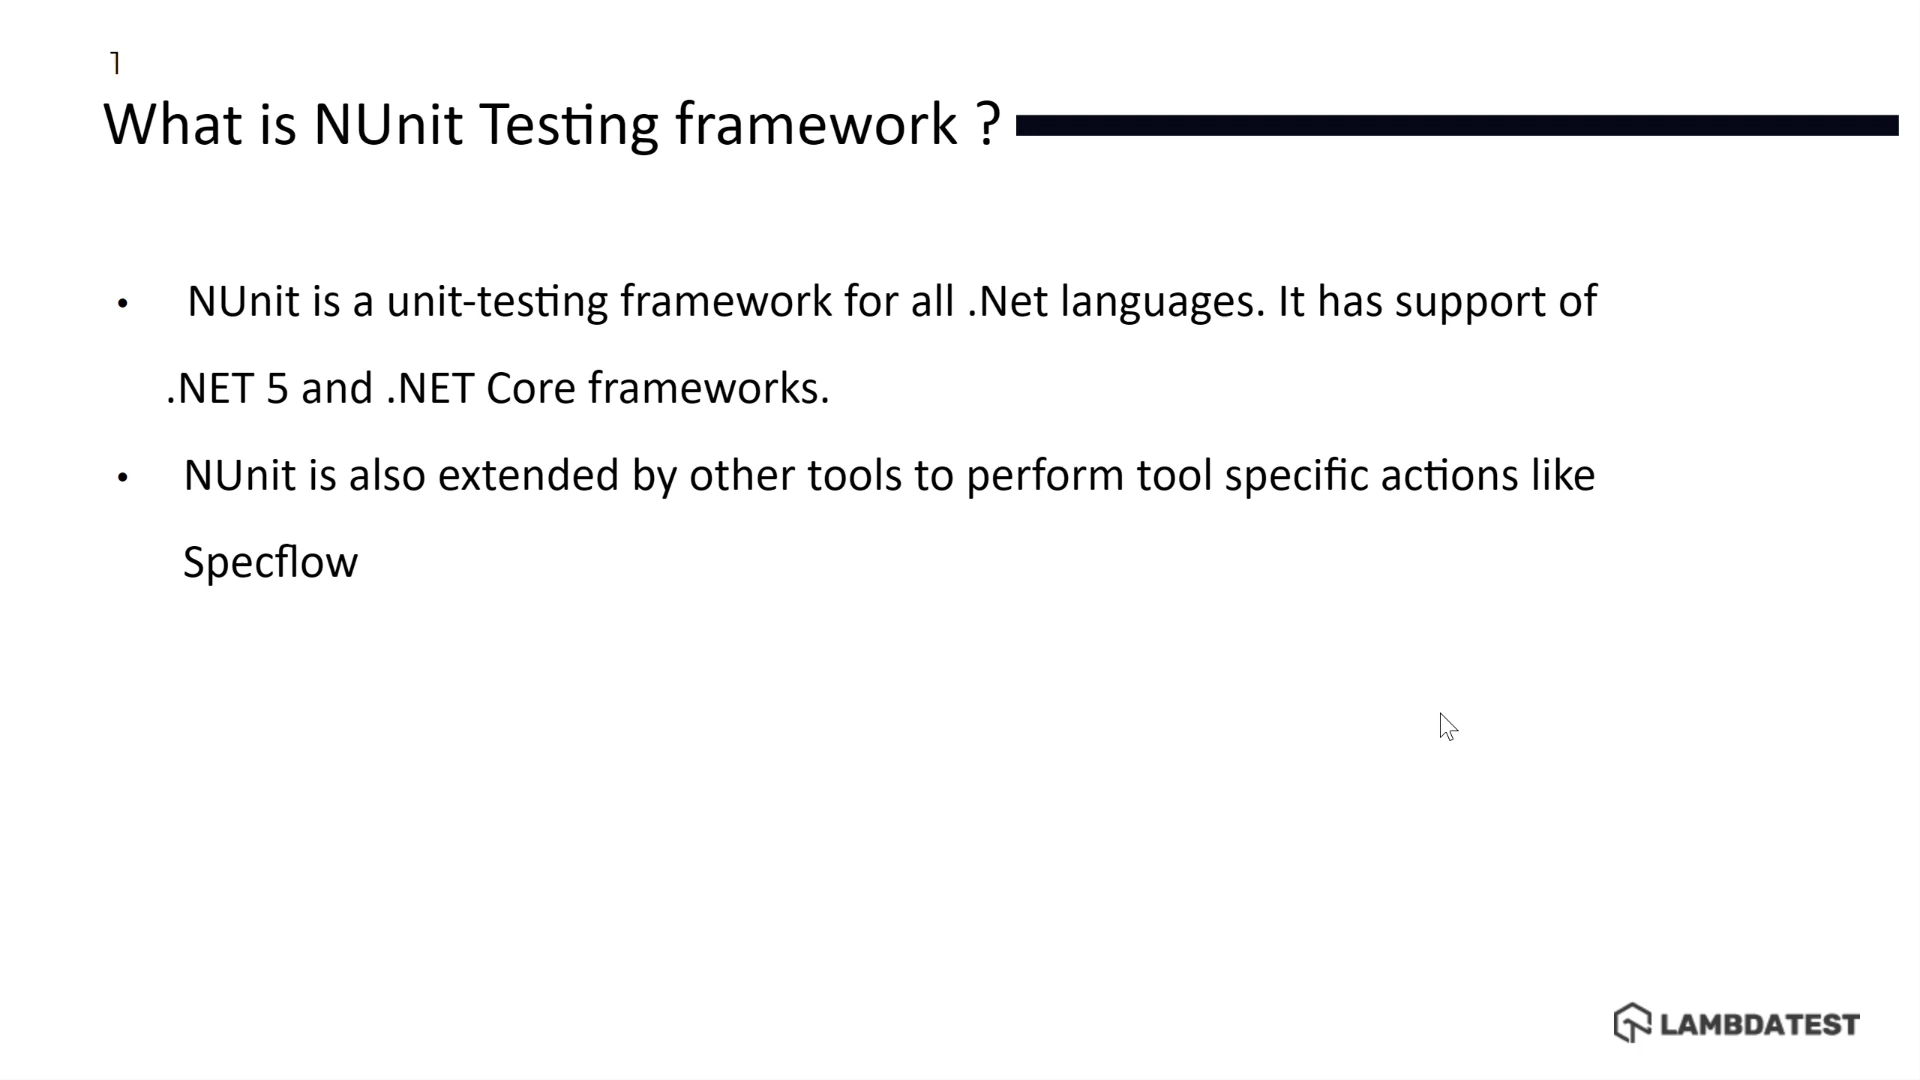 1
What is NUnit Testing framework ?
• NUnit is a unit-testing framework for all .Net languages. It has support of
.NET 5 and .NET Core frameworks.
• NUnit is also extended by other tools to perform tool specific actions like
Specflow
LAMBDATEST